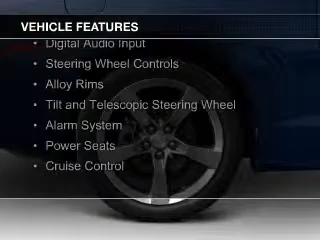 VEHICLE FEATURES
• Digital Audio Input
• Steering Wheel Controls
• Alloy Rims
• Tilt and Telescopic Steering Wheel
• Alarm System
• Power Seats
• Cruise Control